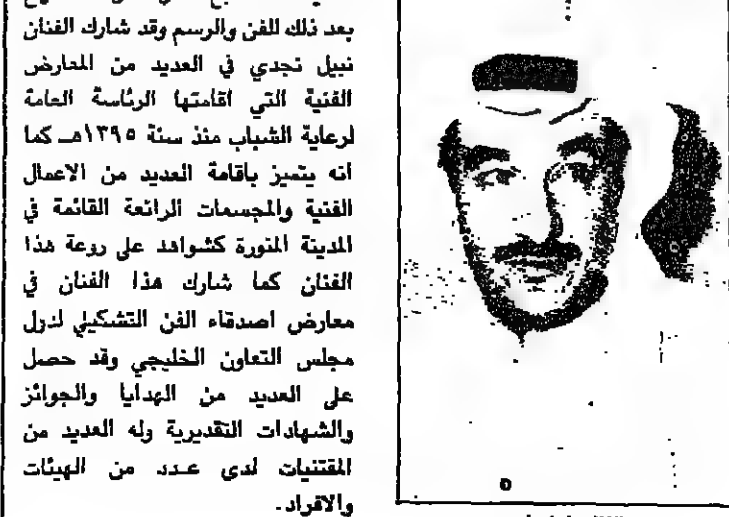 بعد ذلك للفن والرسم وقد شارك الفنان
نبيل نجدي في العديد من المعارض
الفنية التي اقامتها الرئاسة العامة
لرعاية الشباب منذ سنة ١٣٩٥هـ كما
انه يتميز باقامة العديد من الاعمال
الفنية والمجسمات الرائعة القائمة في
المدينة المنورة كشواهد على روعة هذا
الفنان كما شارك هذا الفنان في
معارض اصدقاء الفن التشكيلي لدول
مجلس التعاون الخليجي وقد حصل
على العديد من الهدايا والجوائز
والشهادات التقديرية وله العديد من
المقتنيات لدى عدد من الهيئات
والافراد.